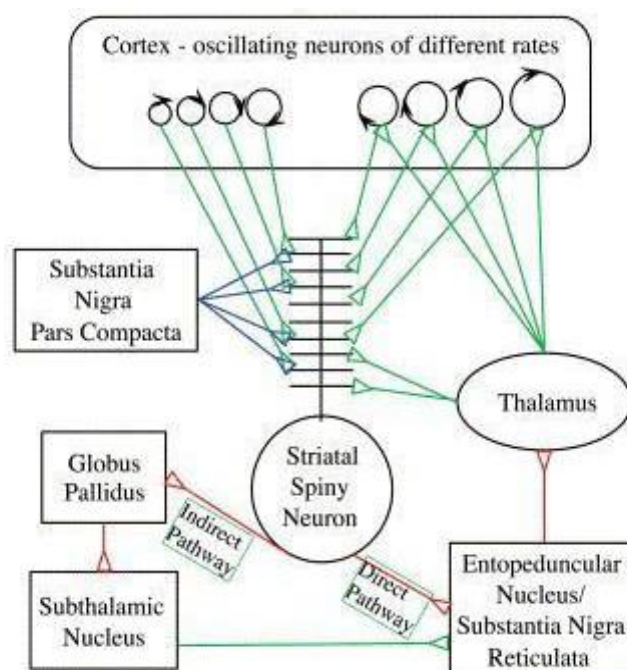 Cortex - oscillating neurons of different rates
Substantia
Nigra
Pars Compacta
Thalamus
Globus
Pallidus
Striatal
Spiny
Neuron
Indirect
Pathway
Direct
Pathway
Subthalamic
Nucleus
Entopeduncular
Nucleus/
Substantia Nigra
Reticulata